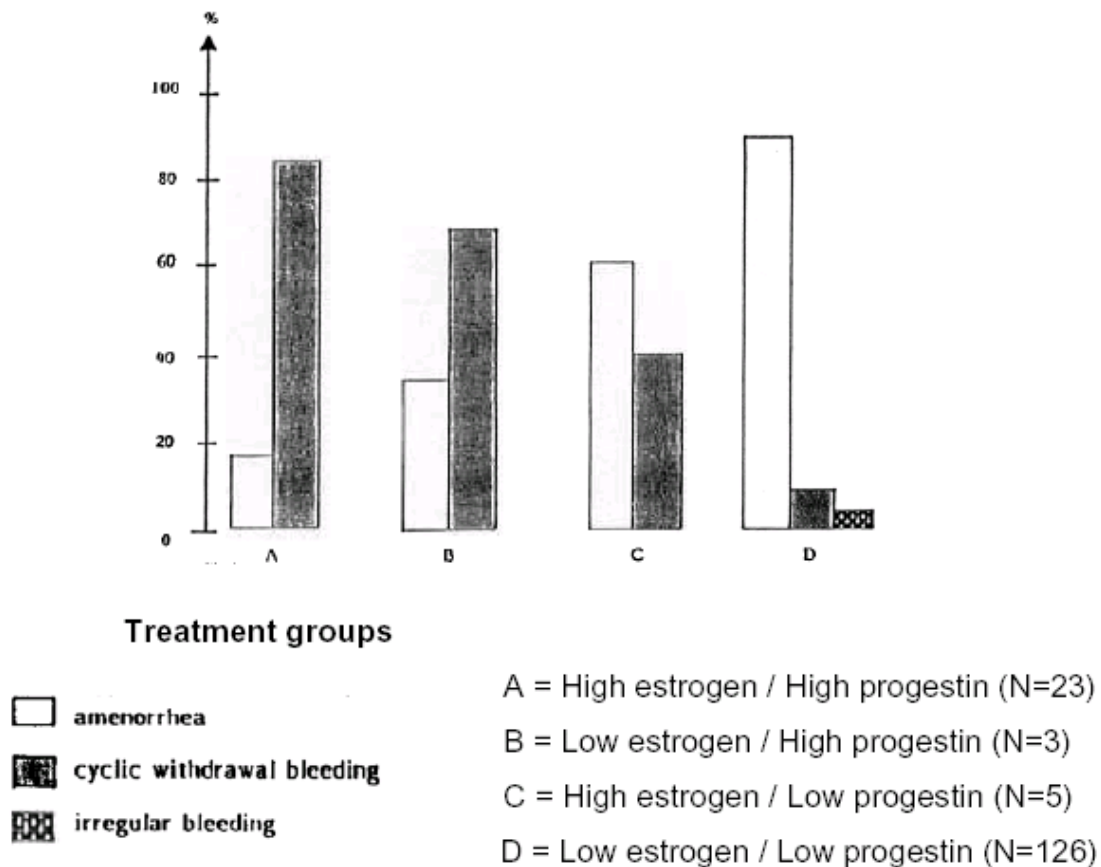 %
100
80
60
40
20
0
A B C D
Treatment groups
amenorrhea
cyclic withdrawal bleeding
irregular bleeding
A = High estrogen / High progestin (N=23)
B = Low estrogen / High progestin (N=3)
C = High estrogen / Low progestin (N=5)
D = Low estrogen / Low progestin (N=126)